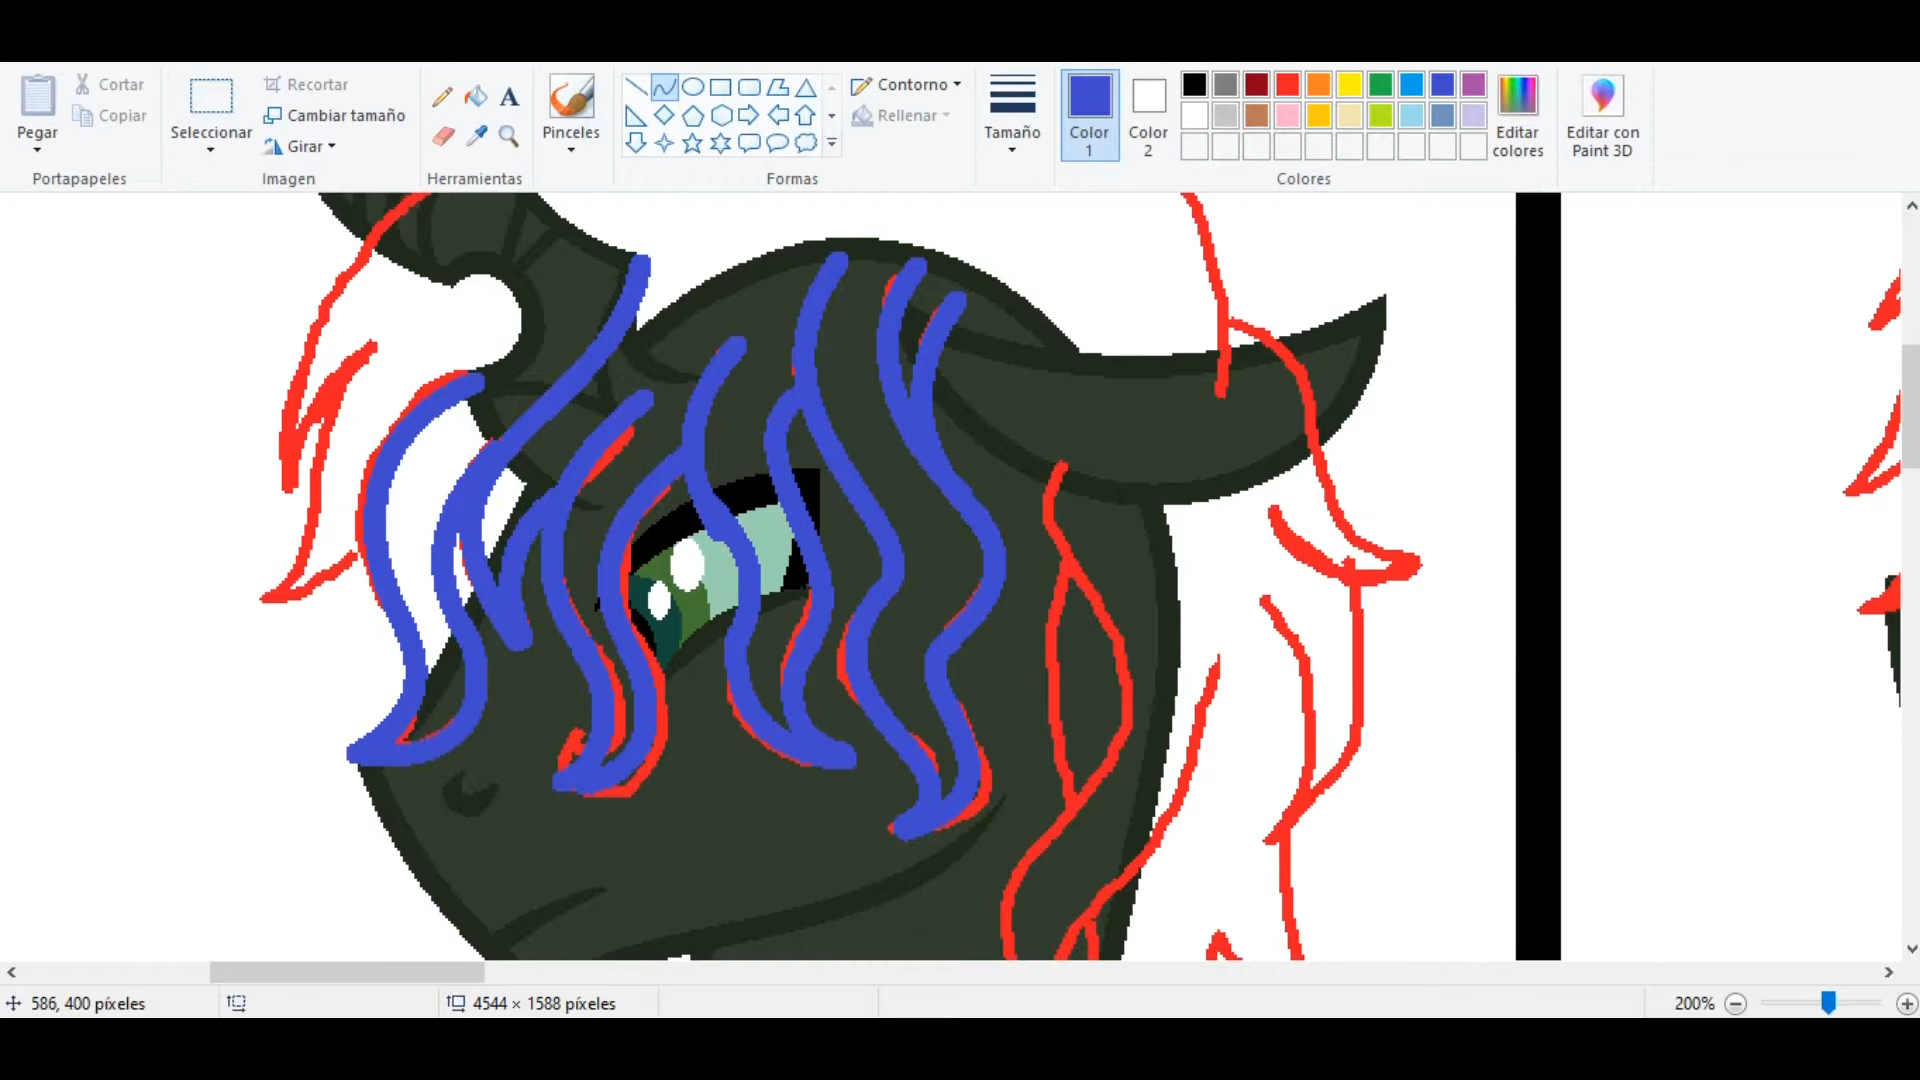 Pegar
Cortar
Copiar
Portapapeles
Seleccionar
Recortar
Cambiar tamaño
Girar
Imagen
A
Herramientas
Pinceles
Contorno
Rellenar
Formas
Tamaño
Color
1
Color
2
Editar
colores
Colores
Editar con
Paint 3D
586, 400 píxeles
4544 × 1588 píxeles
200%